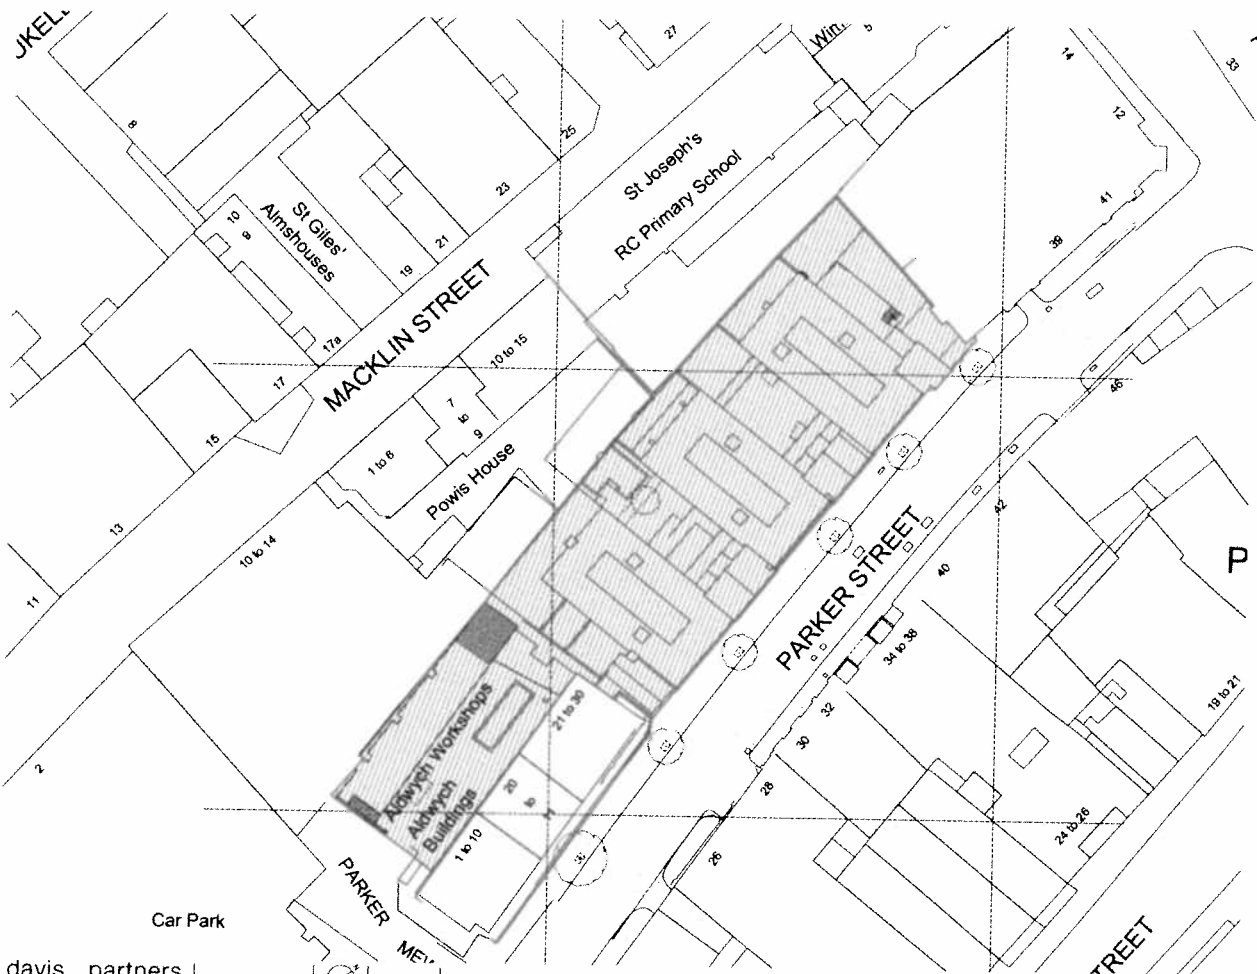 27
5
14
33
12
8
25
St Joseph's
RC Primary School
23
41
39
10
9
St Giles'
Almshouses
21
19
MACKLIN STREET
17a
17
10 to 15
7
to
9
46
15
1 to 6
Powis House
13
10 to 14
42
PARKER STREET
40
P
11
34 to 38
19 to 21
32
30
21 to 30
Aldwych Workshops
Aldwych
Buildings
20
to
11
2
28
1 to 10
24 to 26
26
PARKER
Car Park
STREET
davis partners